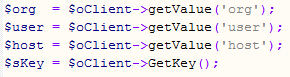 $org  = $oClient->getValue('org');
$user = $oClient->getValue('user');
$host = $oClient->getValue('host');
$sKey = $oClient->GetKey();